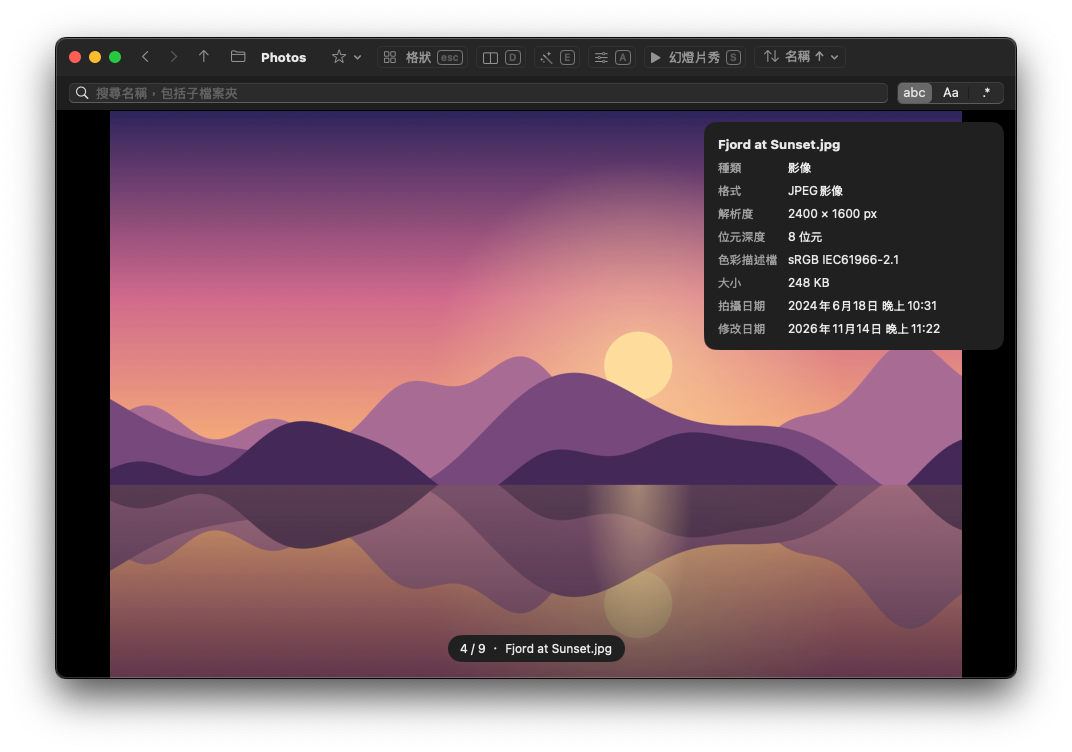 Photos
格狀 esc
D
E
A
幻燈片秀 S
名稱
搜尋名稱，包括子檔案夾
abc Aa .*
Fjord at Sunset.jpg
種類 影像
格式 JPEG影像
解析度 2400 × 1600 px
位元深度 8 位元
色彩描述檔 sRGB IEC61966-2.1
大小 248 KB
拍攝日期 2024年6月18日 晚上10:31
修改日期 2026年11月14日 晚上11:22
4 / 9 · Fjord at Sunset.jpg